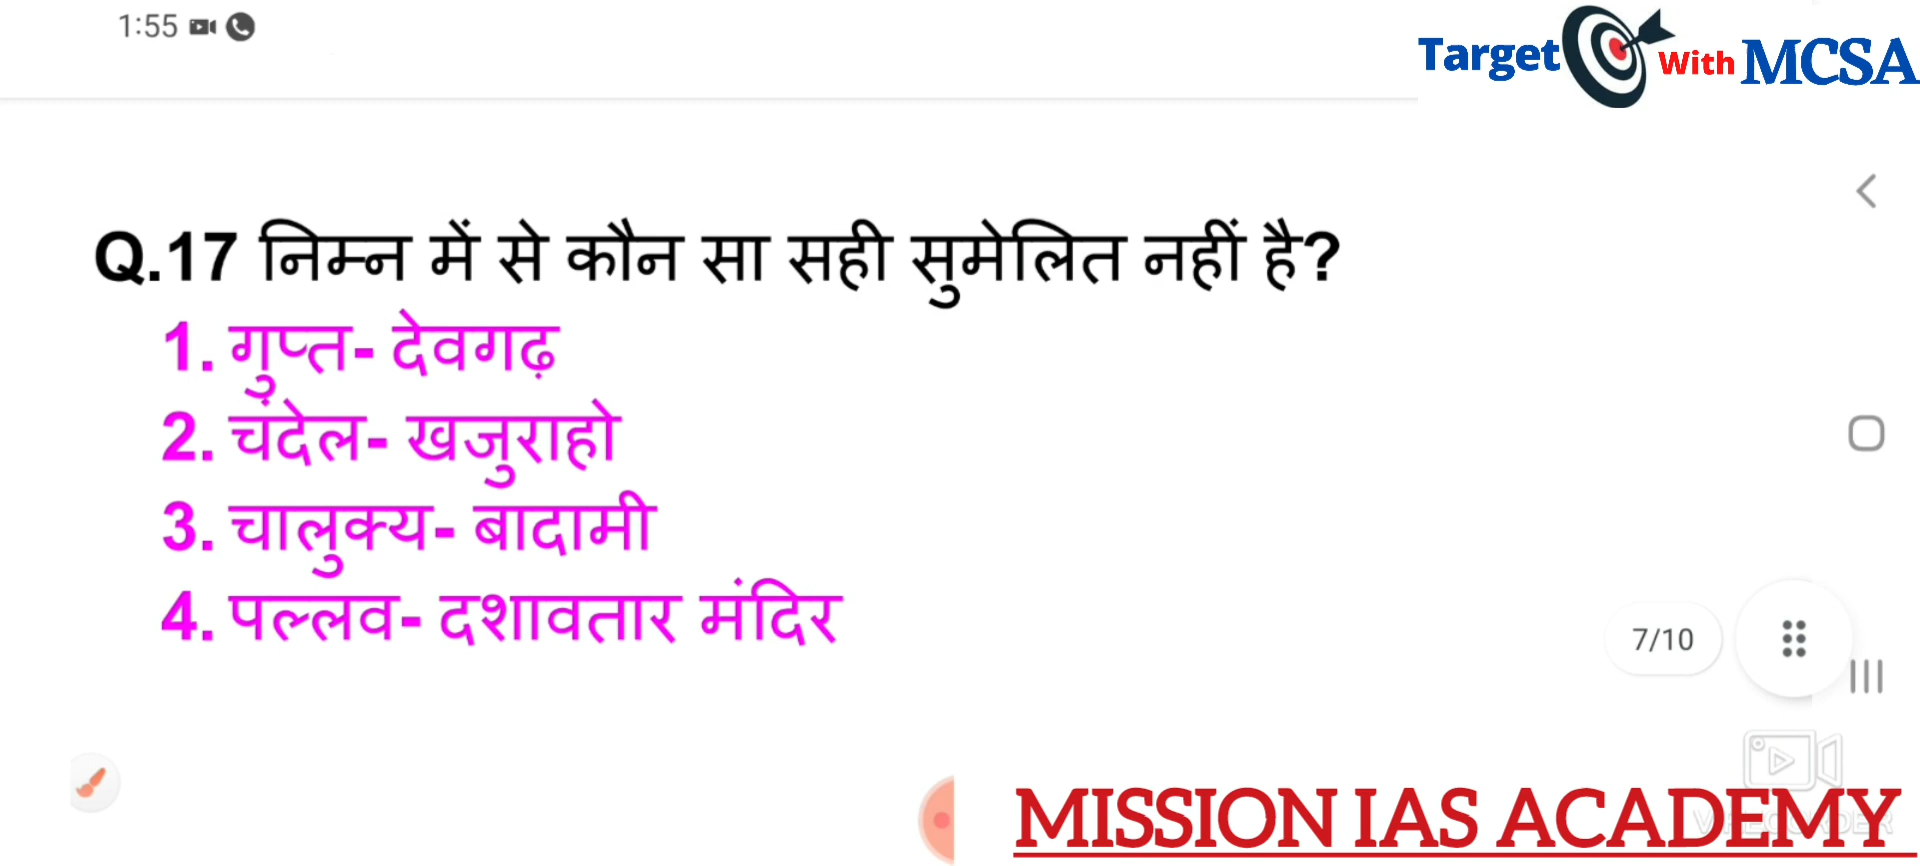 1:55
Target With MCSA
Q.17 निम्न में से कौन सा सही सुमेलित नहीं है?
1. गुप्त- देवगढ़
2. चंदेल- खजुराहो
3. चालुक्य- बादामी
4. पल्लव- दशावतार मंदिर
7/10
MISSION IAS ACADEMY